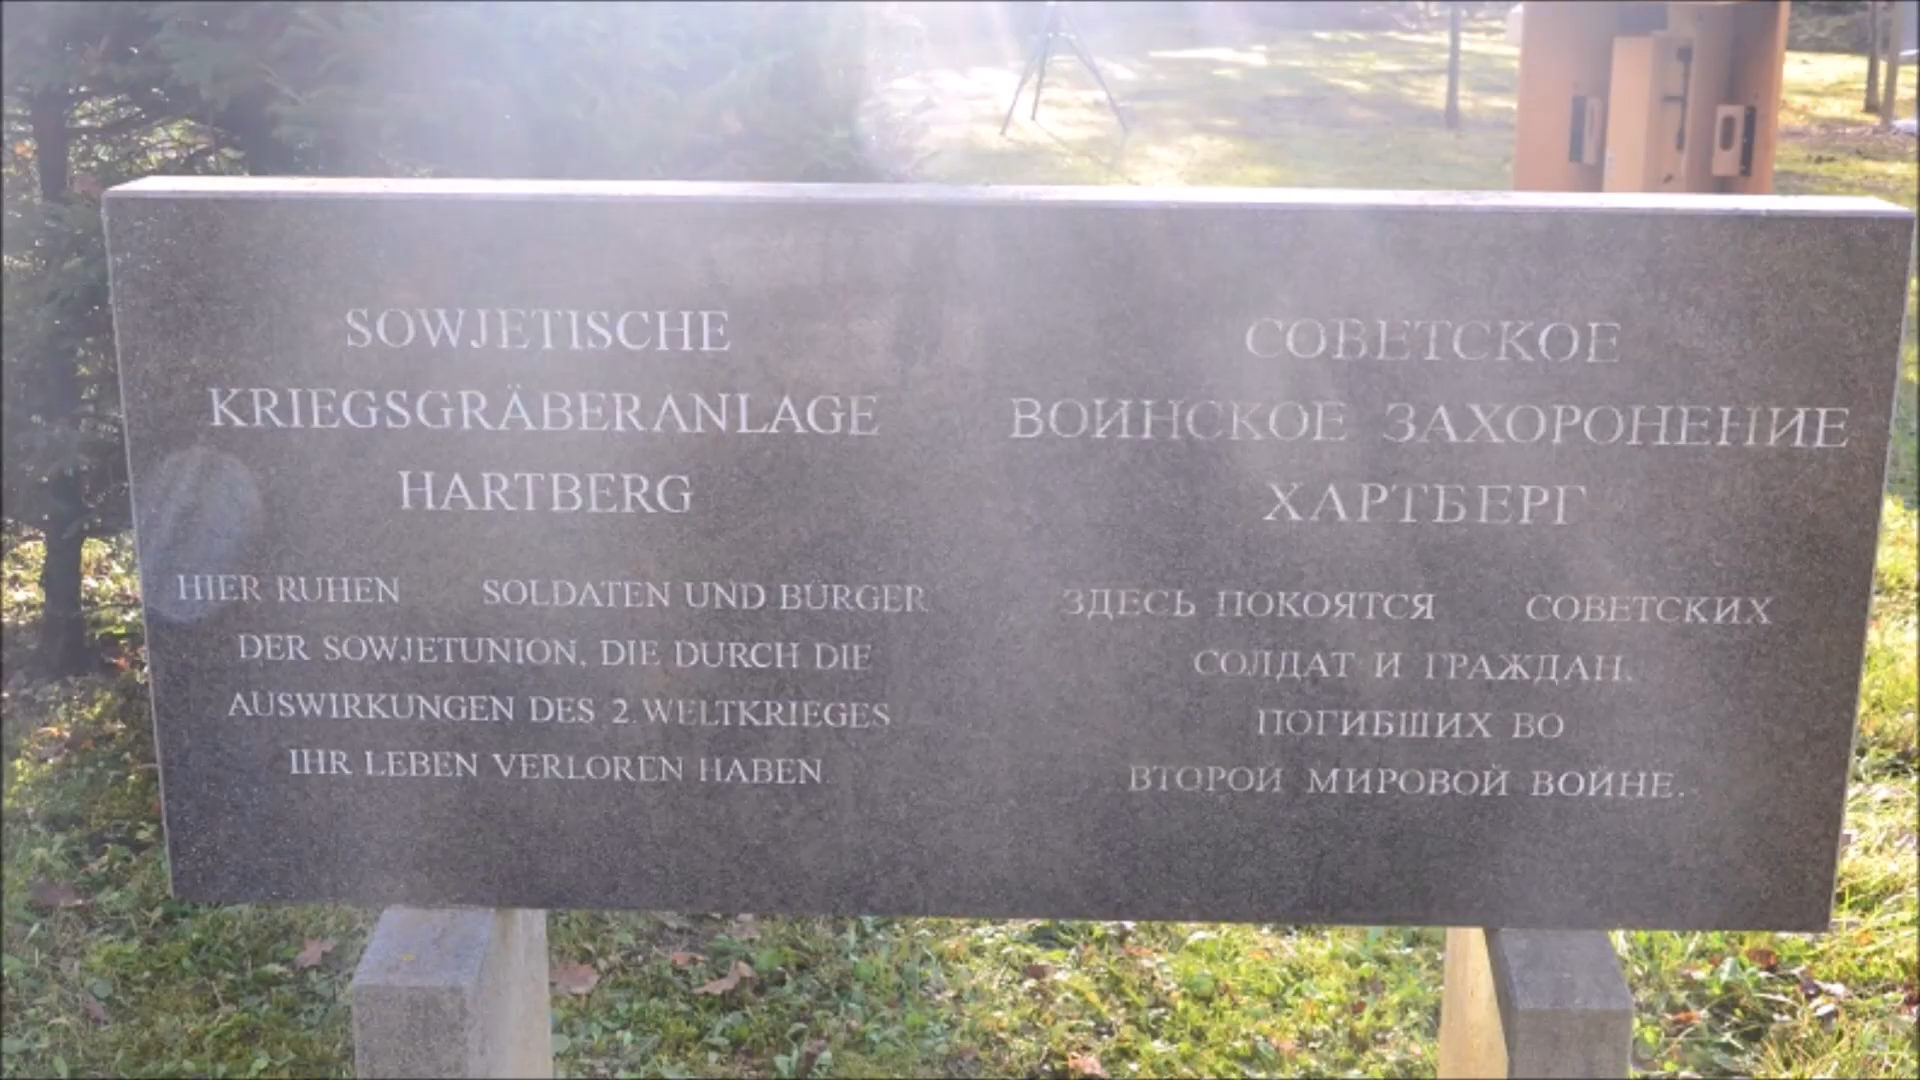 SOWJETISCHE
KRIEGSGRÄBERANLAGE
HARTBERG
HIER RUHEN SOLDATEN UND BÜRGER
DER SOWJETUNION, DIE DURCH DIE
AUSWIRKUNGEN DES 2. WELTKRIEGES
IHR LEBEN VERLOREN HABEN.
СОВЕТСКОЕ
ВОИНСКОЕ ЗАХОРОНЕНИЕ
ХАРТБЕРГ
ЗДЕСЬ ПОКОЯТСЯ СОВЕТСКИХ
СОЛДАТ И ГРАЖДАН,
ПОГИБШИХ ВО
ВТОРОЙ МИРОВОЙ ВОЙНЕ.